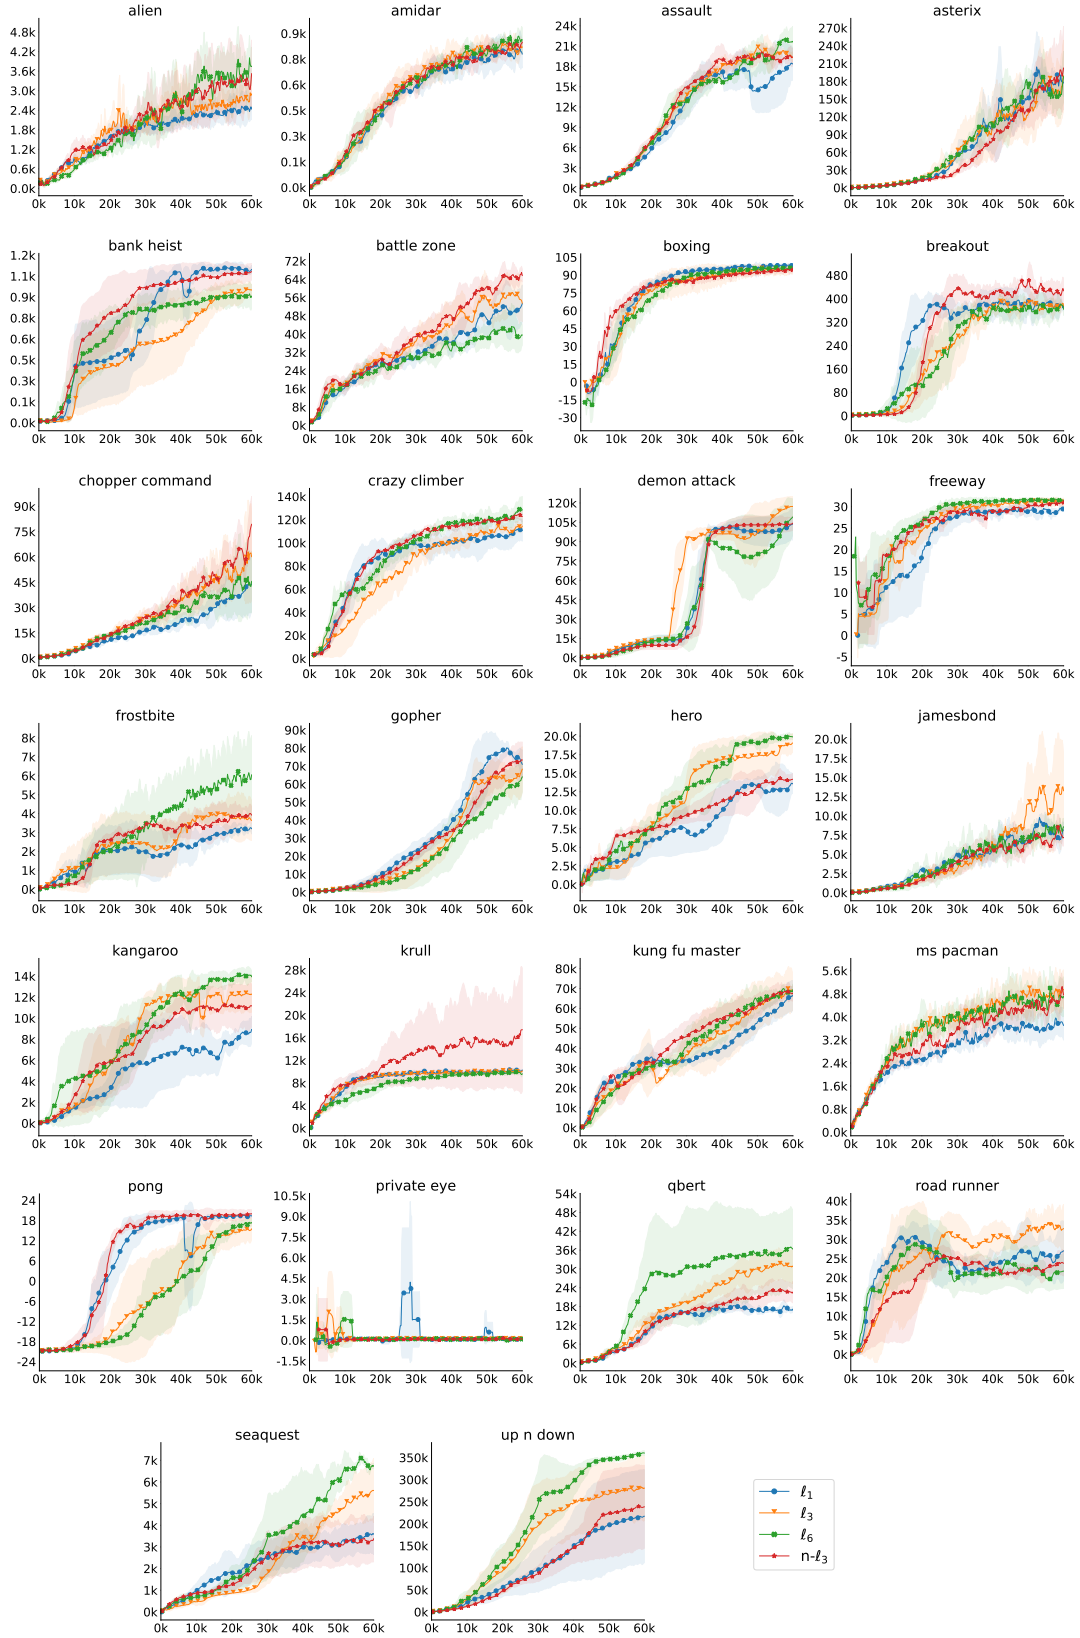 alien
amidar
assault
asterix
4.8k
3.6k
3.0k
2.4k
1.8k
1.2k
0.6k
0.0k
0k 10k 20k 30k 40k 50k 60k
0.9k
0.8k
0.6k
0.5k
0.3k
0.1k
0.0k
0k 10k 20k 30k 40k 50k 60k
24k
21k
18k
15k
12k
9k
6k
3k
0k
0k 10k 20k 30k 40k 50k 60k
270k
240k
210k
180k
150k
120k
90k
60k
30k
0k
0k 10k 20k 30k 40k 50k 60k
bank heist
battle zone
boxing
breakout
1.2k
1.1k
0.9k
0.8k
0.6k
0.5k
0.3k
0.1k
0.0k
0k 10k 20k 30k 40k 50k 60k
72k
64k
56k
48k
40k
32k
24k
16k
8k
0k
0k 10k 20k 30k 40k 50k 60k
105
90
75
60
45
30
15
0
-15
-30
0k 10k 20k 30k 40k 50k 60k
480
400
320
240
160
80
0
0k 10k 20k 30k 40k 50k 60k
chopper command
crazy climber
demon attack
freeway
90k
75k
60k
45k
30k
15k
0k
0k 10k 20k 30k 40k 50k 60k
140k
120k
100k
80k
60k
40k
20k
0k
0k 10k 20k 30k 40k 50k 60k
120k
105k
90k
75k
60k
45k
30k
15k
0k
0k 10k 20k 30k 40k 50k 60k
30
25
20
15
10
5
0
-5
0k 10k 20k 30k 40k 50k 60k
frostbite
gopher
hero
jamesbond
8k
7k
6k
5k
4k
3k
2k
1k
0k
0k 10k 20k 30k 40k 50k 60k
90k
80k
70k
60k
50k
40k
30k
20k
10k
0k
0k 10k 20k 30k 40k 50k 60k
20.0k
17.5k
15.0k
12.5k
10.0k
7.5k
5.0k
2.5k
0.0k
0k 10k 20k 30k 40k 50k 60k
20.0k
17.5k
15.0k
12.5k
10.0k
7.5k
5.0k
2.5k
0.0k
0k 10k 20k 30k 40k 50k 60k
kangaroo
krull
kung fu master
ms pacman
14k
12k
10k
8k
6k
4k
2k
0k
0k 10k 20k 30k 40k 50k 60k
28k
24k
20k
16k
12k
8k
4k
0k
0k 10k 20k 30k 40k 50k 60k
80k
70k
60k
50k
40k
30k
20k
10k
0k
0k 10k 20k 30k 40k 50k 60k
5.6k
4.8k
4.0k
3.2k
2.4k
1.6k
0.8k
0.0k
0k 10k 20k 30k 40k 50k 60k
pong
private eye
qbert
road runner
24
18
12
6
0
-6
-12
-18
-24
0k 10k 20k 30k 40k 50k 60k
10.5k
9.0k
7.5k
6.0k
4.5k
3.0k
1.5k
0.0k
-1.5k
0k 10k 20k 30k 40k 50k 60k
54k
48k
42k
36k
30k
24k
18k
12k
6k
0k
0k 10k 20k 30k 40k 50k 60k
40k
35k
30k
25k
20k
15k
10k
5k
0k
0k 10k 20k 30k 40k 50k 60k
seaquest
up n down
7k
6k
5k
4k
3k
2k
1k
0k
0k 10k 20k 30k 40k 50k 60k
350k
300k
250k
200k
150k
100k
50k
0k
0k 10k 20k 30k 40k 50k 60k
ℓ₁
ℓ₃
ℓ₆
n-ℓ₃